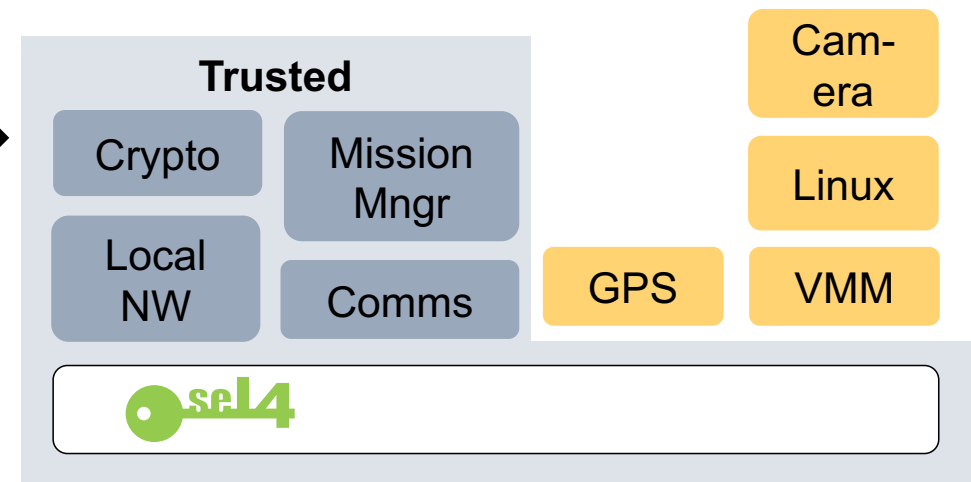 Trusted
Crypto
Mission
Mngr
Local
NW
Comms
GPS
Cam-
era
Linux
VMM
seL4